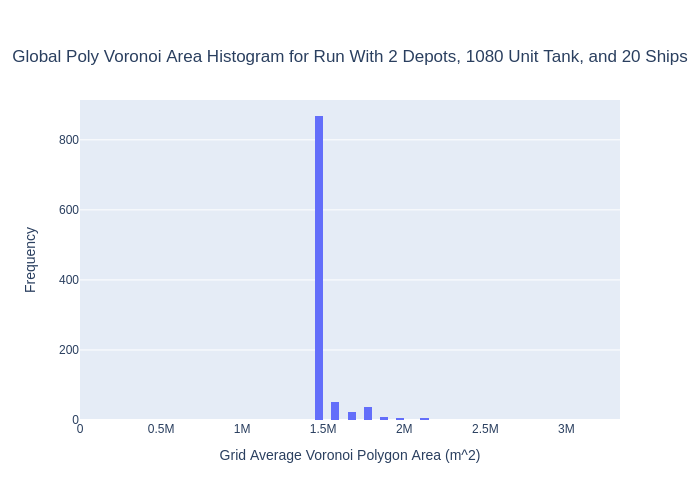 Global Poly Voronoi Area Histogram for Run With 2 Depots, 1080 Unit Tank, and 20 Ships
800
600
400
200
0
Frequency
0 0.5M 1M 1.5M 2M 2.5M 3M
Grid Average Voronoi Polygon Area (m^2)